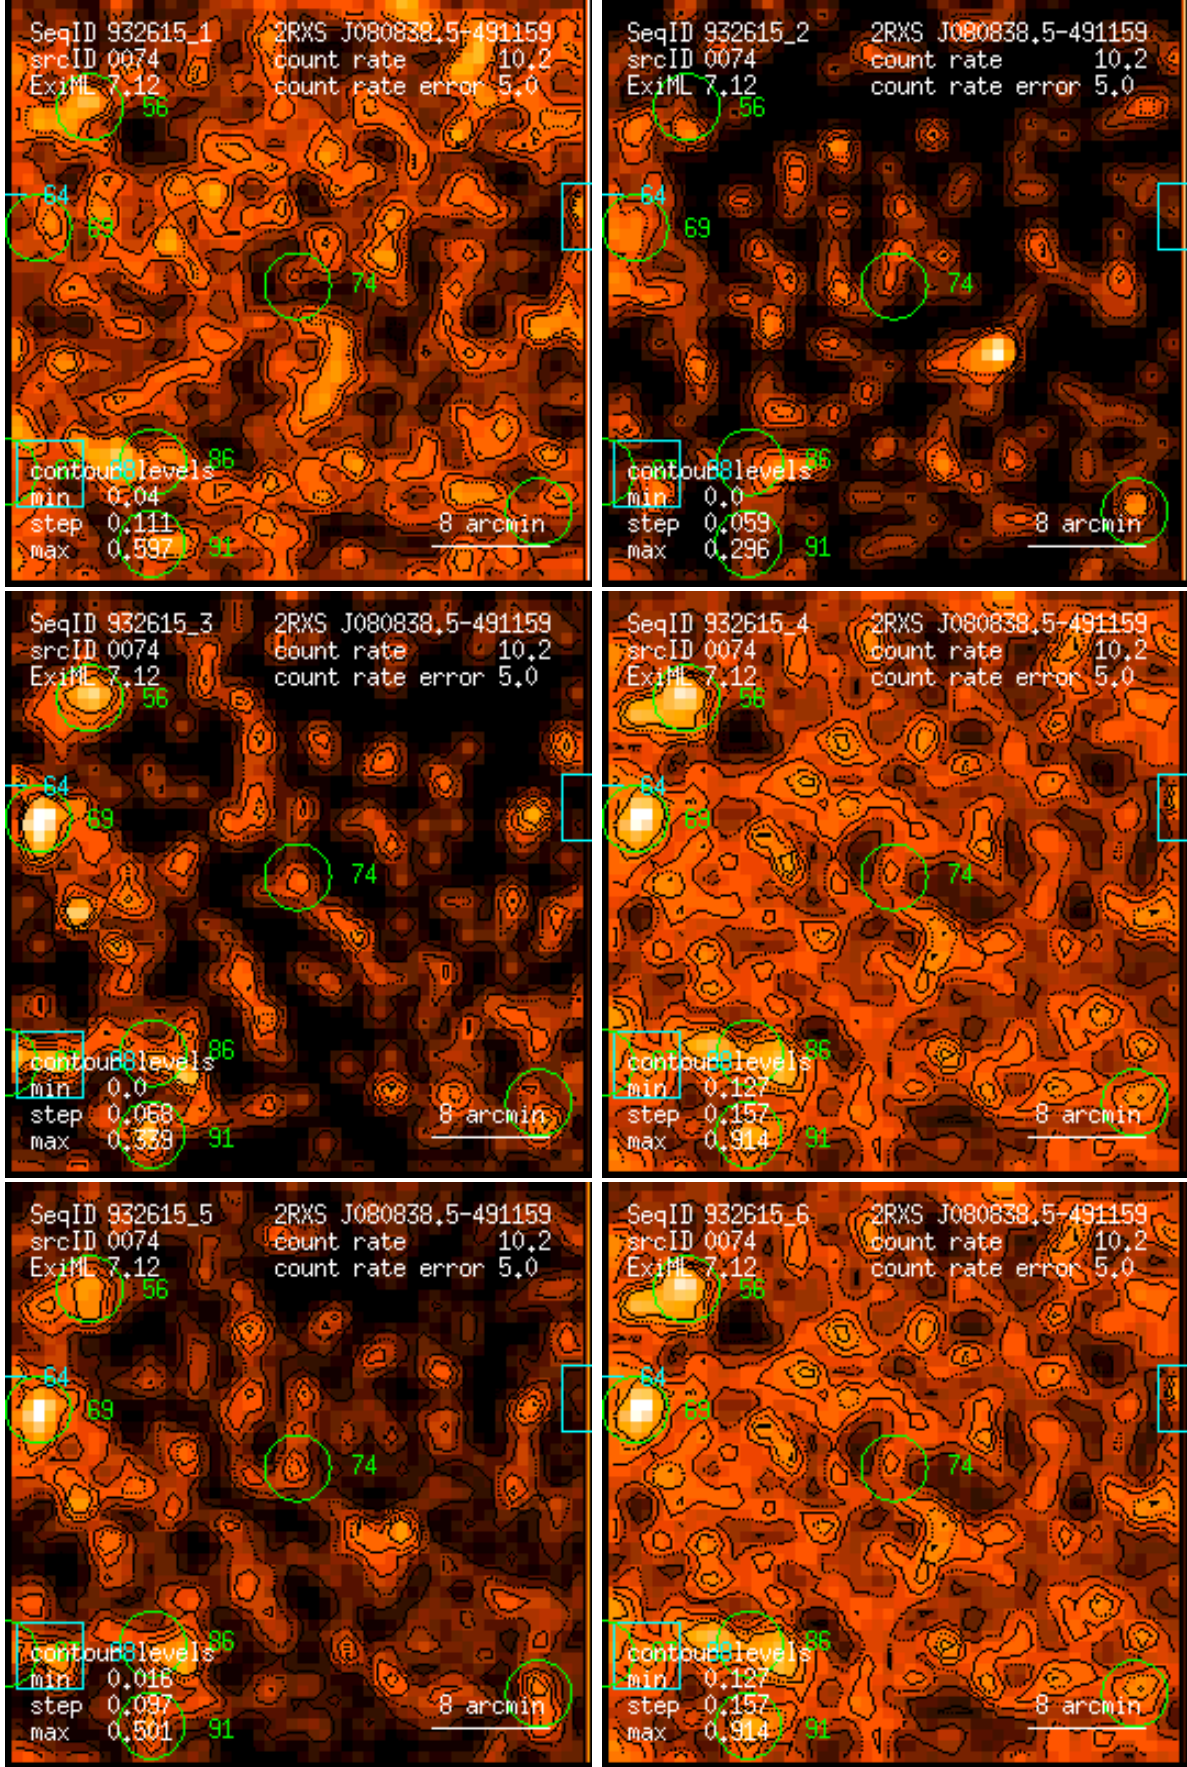 SeqID 932615_1 2RXS J080838.5-491159
srcID 0074 count rate 10.2
ExiML 7.12 count rate error 5.0
56
64
69
74
86
contour levels
88
min 0.04
step 0.111
max 0.597
91
8 arcmin
SeqID 932615_2 2RXS J080838.5-491159
srcID 0074 count rate 10.2
ExiML 7.12 count rate error 5.0
56
64
69
74
86
contour levels
88
min 0.0
step 0.059
max 0.296
91
8 arcmin
SeqID 932615_3 2RXS J080838.5-491159
srcID 0074 count rate 10.2
ExiML 7.12 count rate error 5.0
56
64
69
74
86
contour levels
88
min 0.0
step 0.068
max 0.339
91
8 arcmin
SeqID 932615_4 2RXS J080838.5-491159
srcID 0074 count rate 10.2
ExiML 7.12 count rate error 5.0
56
64
69
74
86
contour levels
88
min 0.127
step 0.157
max 0.914
91
8 arcmin
SeqID 932615_5 2RXS J080838.5-491159
srcID 0074 count rate 10.2
ExiML 7.12 count rate error 5.0
56
64
69
74
86
contour levels
88
min 0.016
step 0.097
max 0.501
91
8 arcmin
SeqID 932615_6 2RXS J080838.5-491159
srcID 0074 count rate 10.2
ExiML 7.12 count rate error 5.0
56
64
69
74
86
contour levels
88
min 0.127
step 0.157
max 0.914
91
8 arcmin